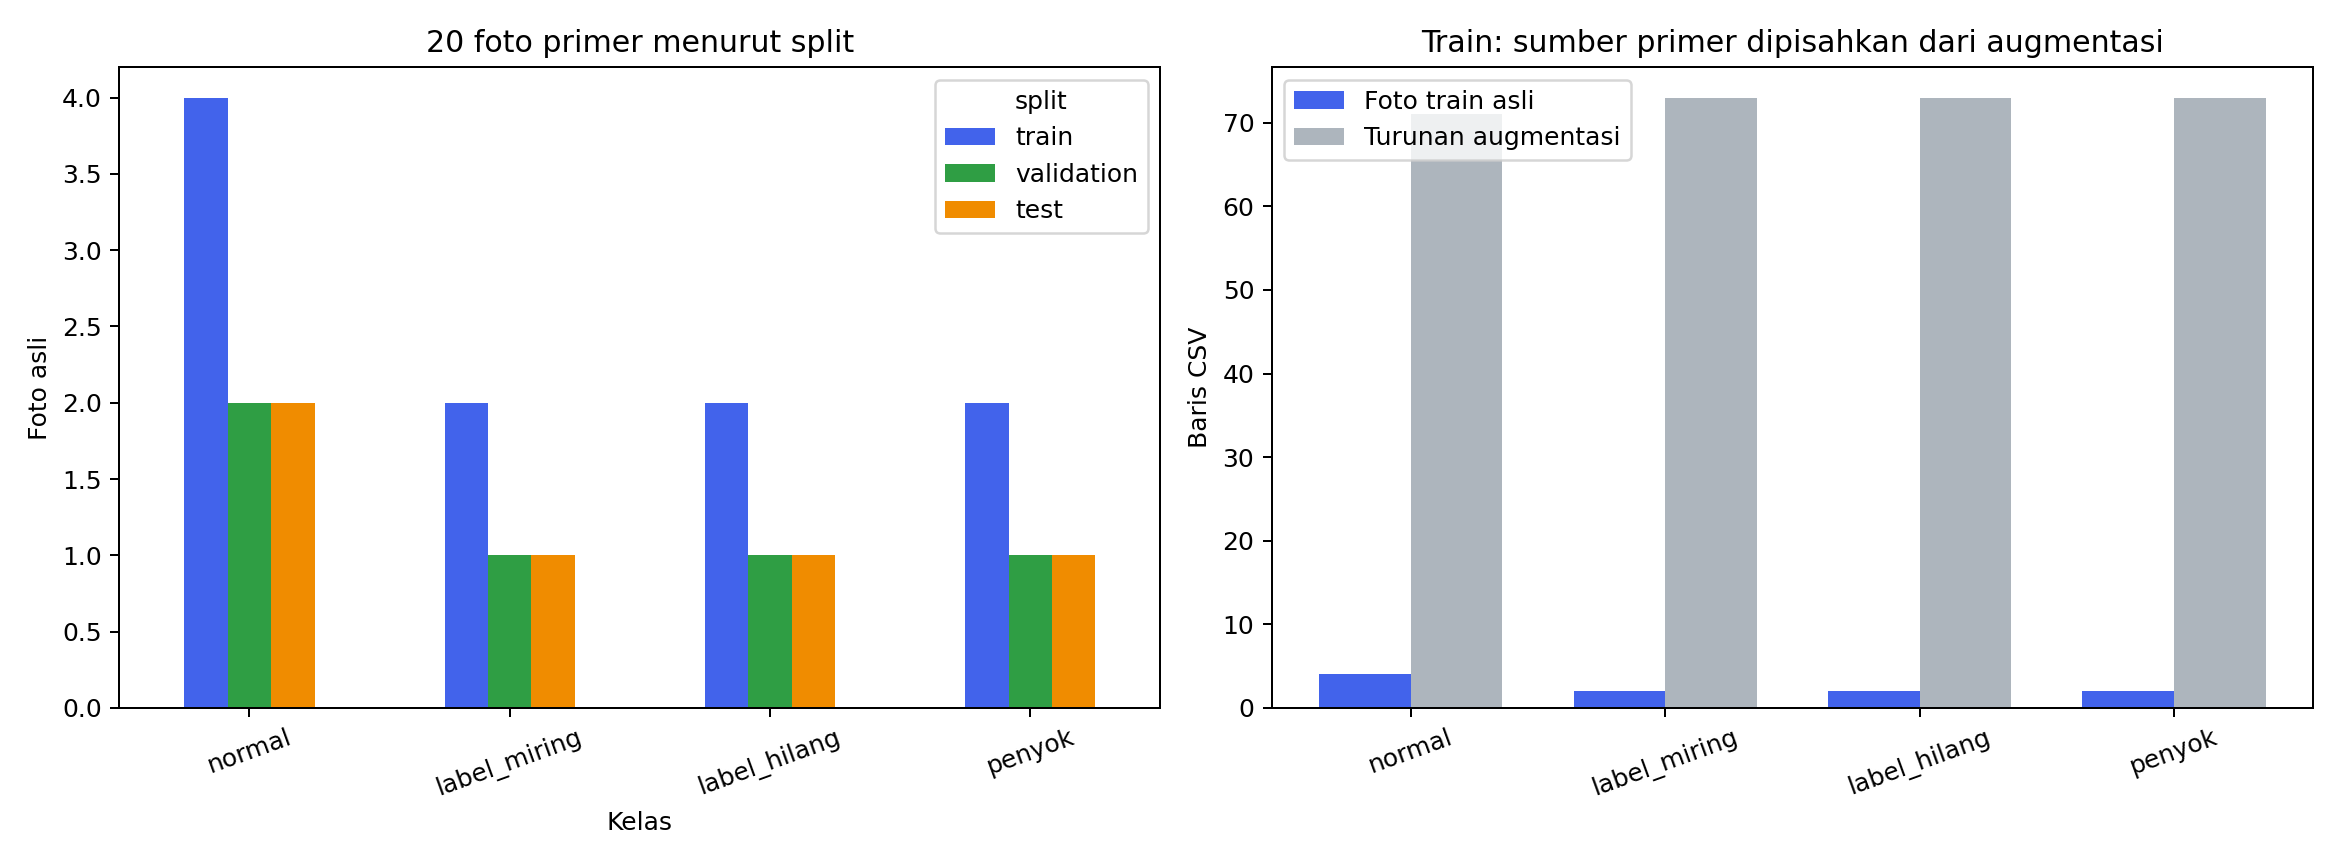 20 foto primer menurut split
Foto asli
4.0
3.5
3.0
2.5
2.0
1.5
1.0
0.5
0.0
split
train
validation
test
normal
label_miring
label_hilang
penyok
Kelas
Train: sumber primer dipisahkan dari augmentasi
Baris CSV
70
60
50
40
30
20
10
0
Foto train asli
Turunan augmentasi
normal
label_miring
label_hilang
penyok